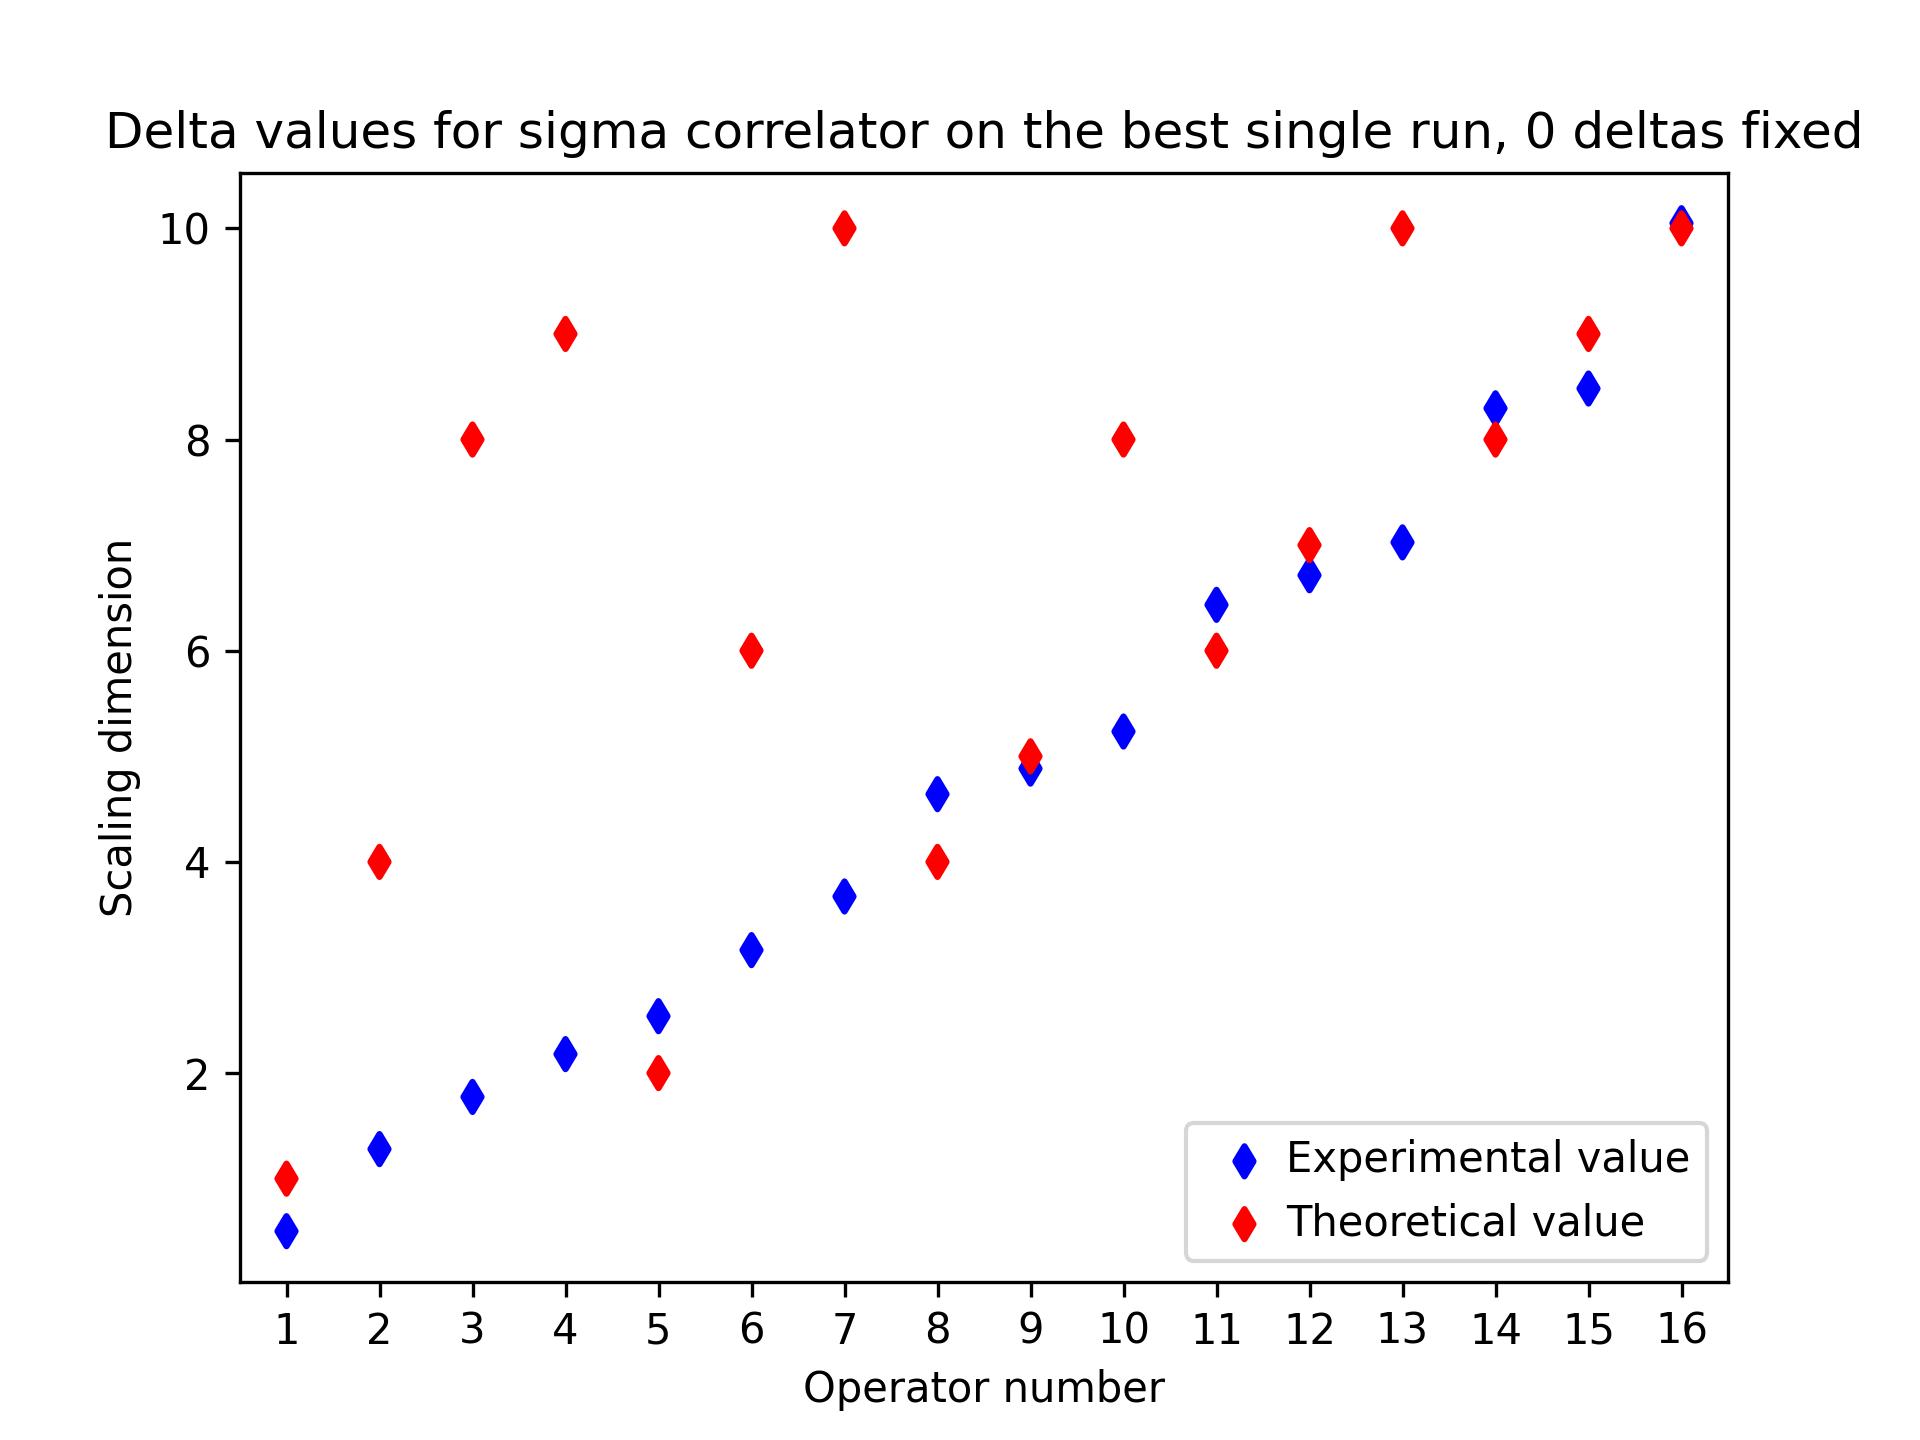 Delta values for sigma correlator on the best single run, 0 deltas fixed
10
8
6
4
2
Scaling dimension
Experimental value
Theoretical value
1 2 3 4 5 6 7 8 9 10 11 12 13 14 15 16
Operator number